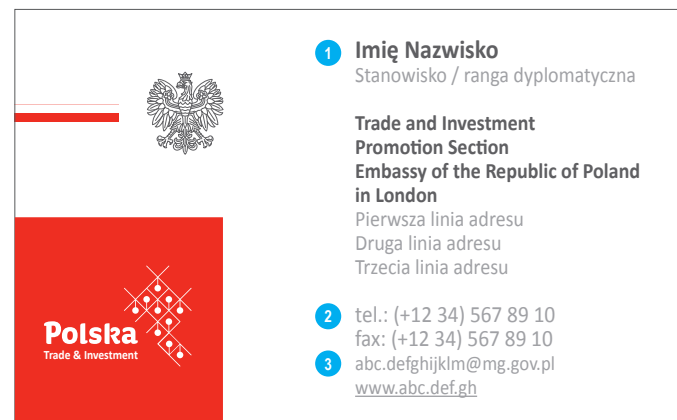 1 Imię Nazwisko
Stanowisko / ranga dyplomatyczna
Trade and Investment
Promotion Section
Embassy of the Republic of Poland
in London
Pierwsza linia adresu
Druga linia adresu
Trzecia linia adresu
2 tel.: (+12 34) 567 89 10
fax: (+12 34) 567 89 10
3 abc.defghijklm@mg.gov.pl
www.abc.def.gh
Polska
Trade & Investment